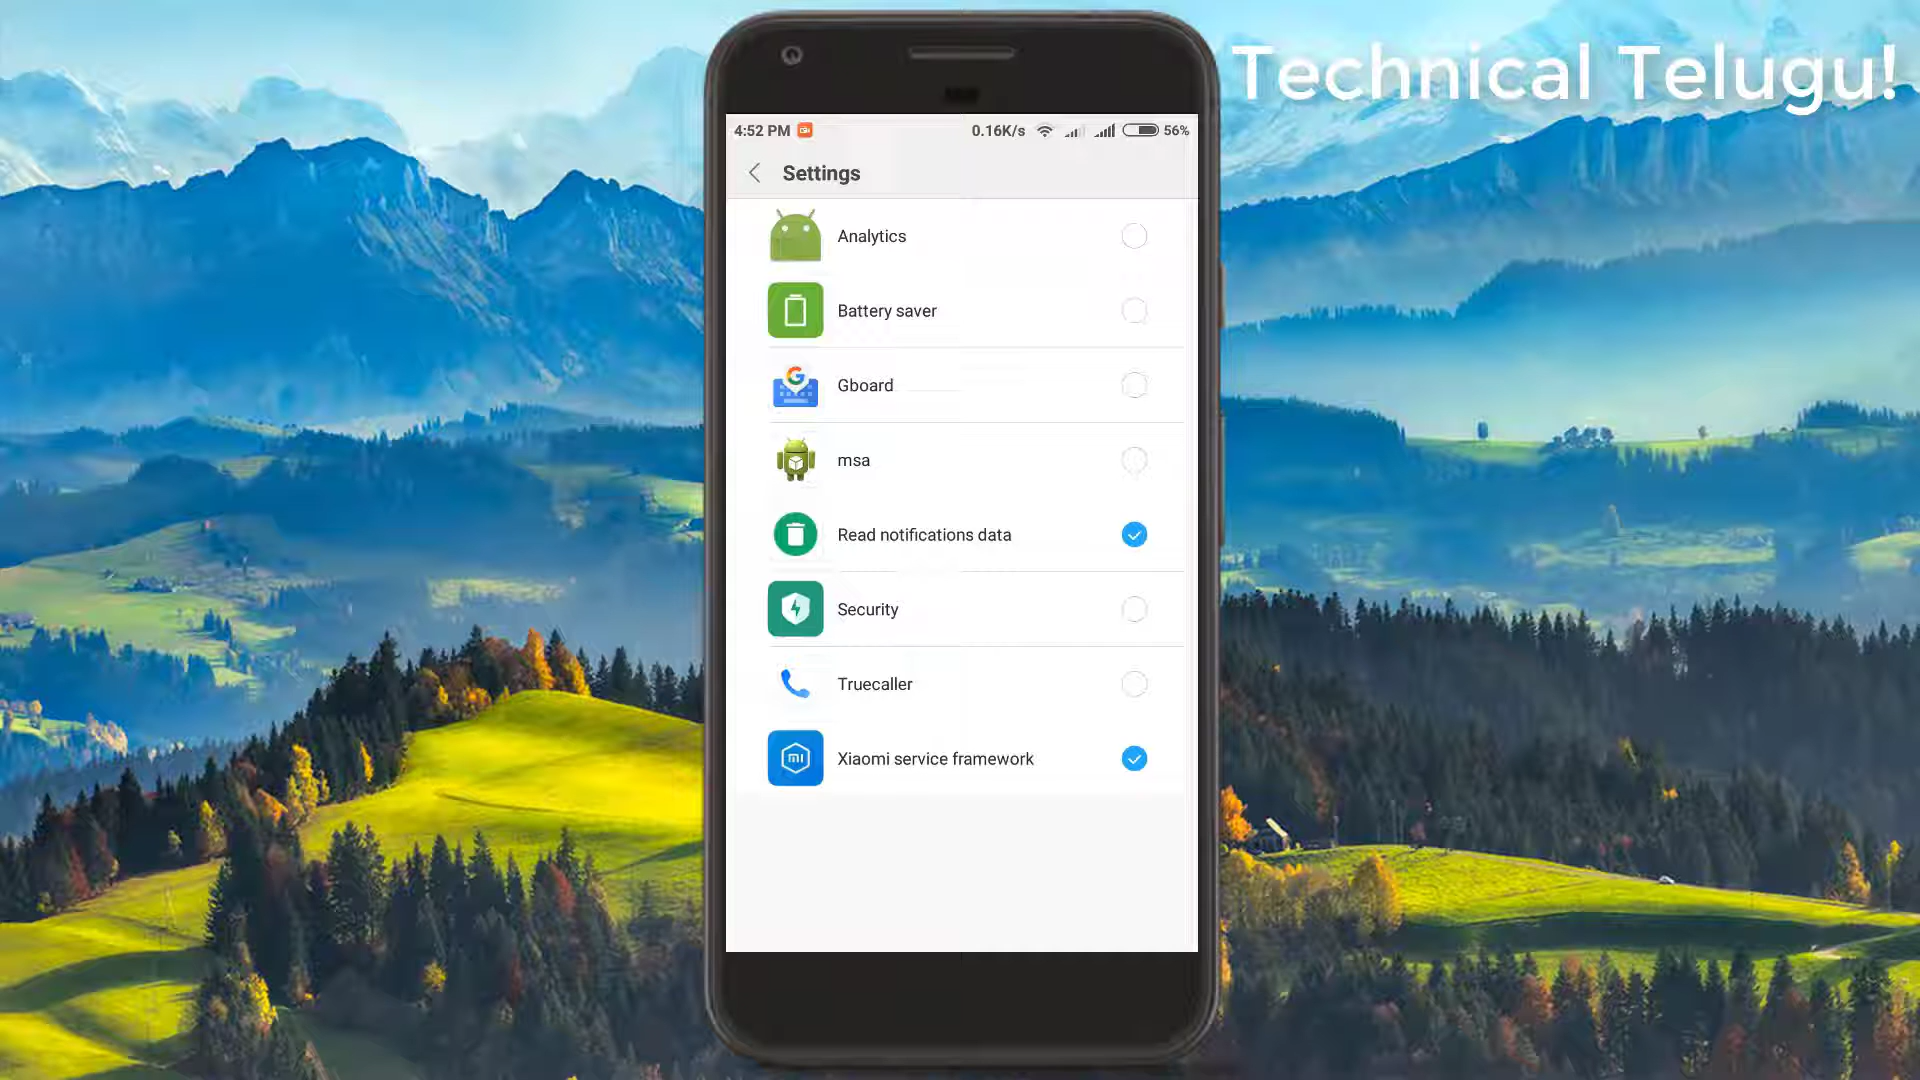 Technical Telugu!
4:52 PM 0.16K/s 56%
Settings
Analytics
Battery saver
Gboard
msa
Read notifications data
Security
Truecaller
Xiaomi service framework